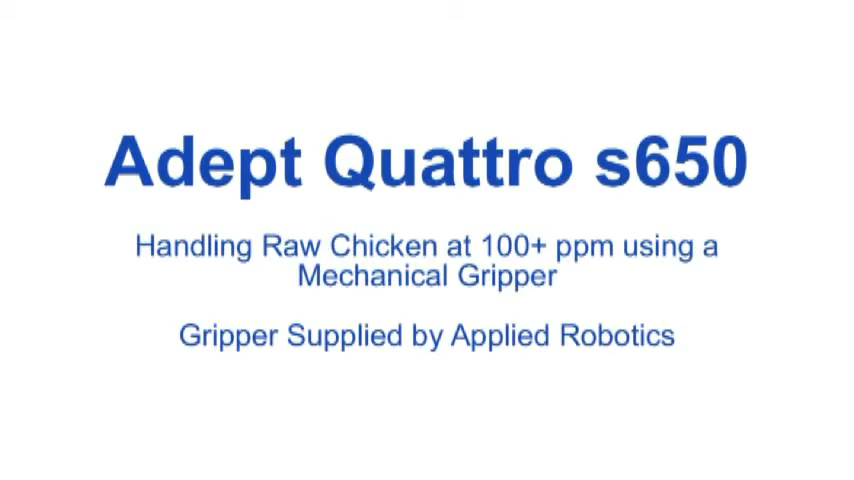 Adept Quattro s650
Handling Raw Chicken at 100+ ppm using a
Mechanical Gripper
Gripper Supplied by Applied Robotics